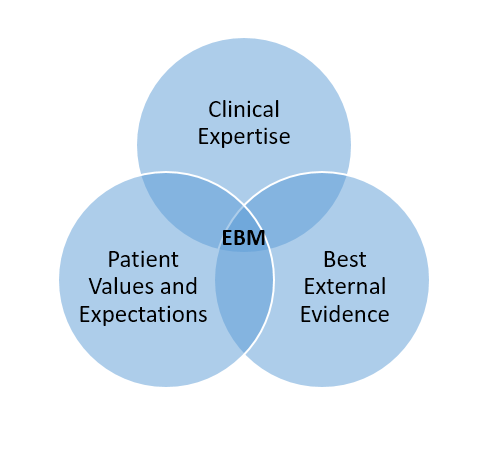 Clinical
Expertise
EBM
Patient
Values and
Expectations
Best
External
Evidence